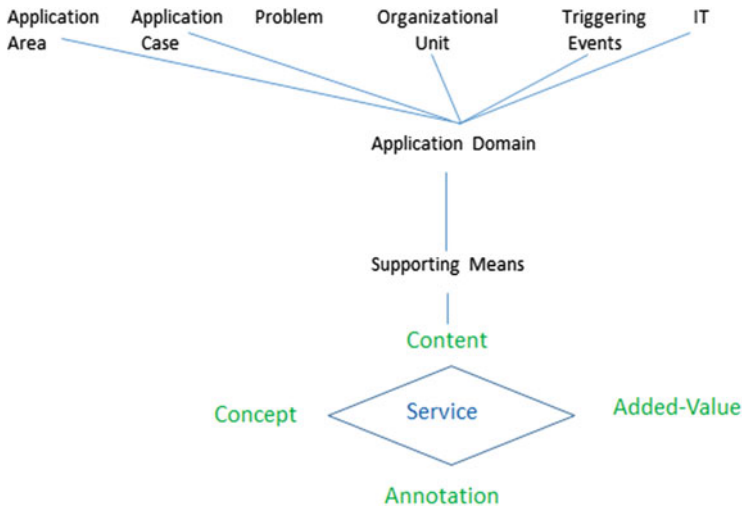 Application Area
Application Case
Problem
Organizational Unit
Triggering Events
IT
Application Domain
Supporting Means
Content
Concept
Service
Added-Value
Annotation